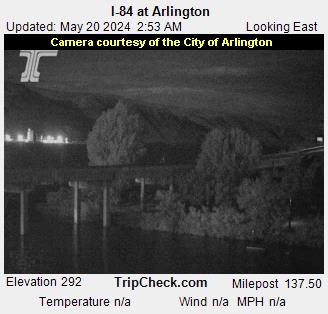 I-84 at Arlington
Updated: May 20 2024 2:53 AM Looking East
Camera courtesy of the City of Arlington
Elevation 292 TripCheck.com Milepost 137.50
Temperature n/a Wind n/a MPH n/a